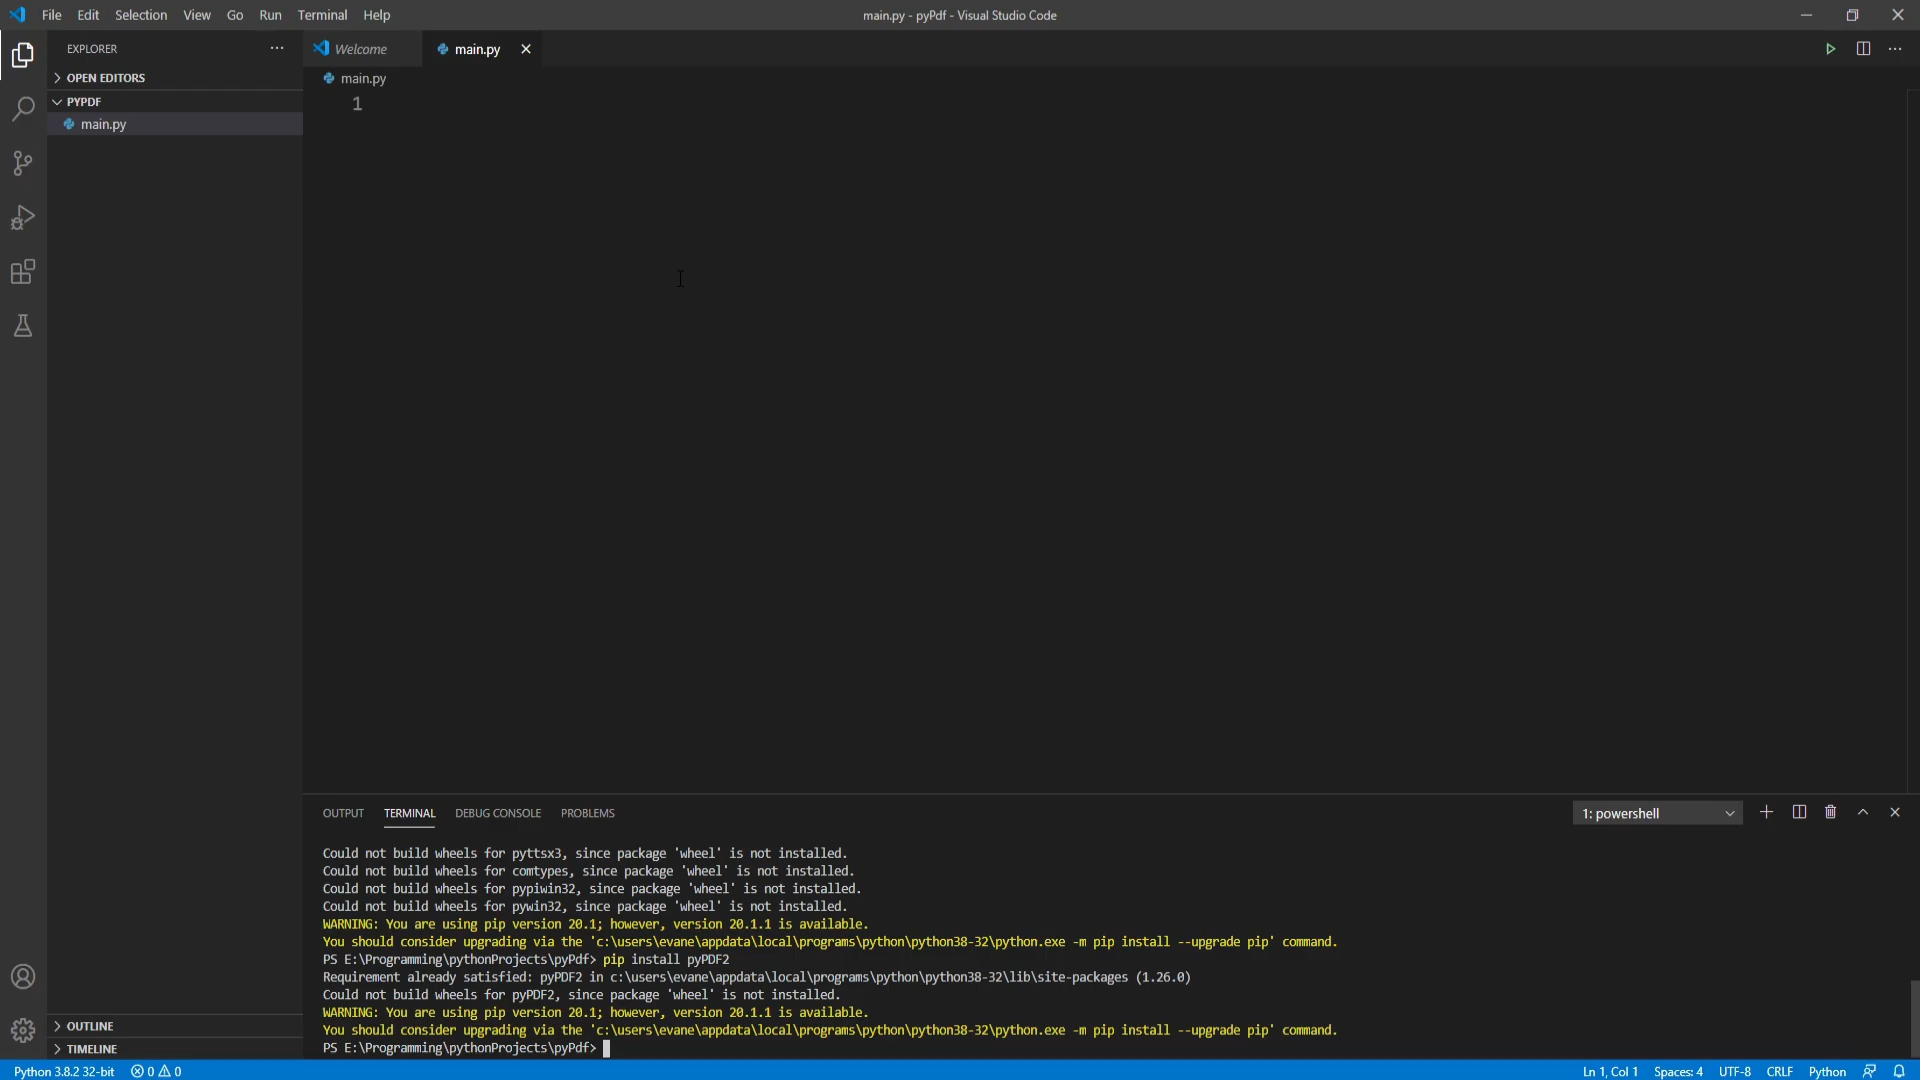 File Edit Selection View Go Run Terminal Help
main.py - pyPdf - Visual Studio Code
EXPLORER
OPEN EDITORS
PYPDF
main.py
OUTLINE
TIMELINE
Welcome
main.py
main.py
1
OUTPUT TERMINAL DEBUG CONSOLE PROBLEMS
1: powershell
Could not build wheels for pyttsx3, since package 'wheel' is not installed.
Could not build wheels for comtypes, since package 'wheel' is not installed.
Could not build wheels for pypiwin32, since package 'wheel' is not installed.
Could not build wheels for pywin32, since package 'wheel' is not installed.
WARNING: You are using pip version 20.1; however, version 20.1.1 is available.
You should consider upgrading via the 'c:\users\evane\appdata\local\programs\python\python38-32\python.exe -m pip install --upgrade pip' command.
PS E:\Programming\pythonProjects\pyPdf> pip install pyPDF2
Requirement already satisfied: pyPDF2 in c:\users\evane\appdata\local\programs\python\python38-32\lib\site-packages (1.26.0)
Could not build wheels for pyPDF2, since package 'wheel' is not installed.
WARNING: You are using pip version 20.1; however, version 20.1.1 is available.
You should consider upgrading via the 'c:\users\evane\appdata\local\programs\python\python38-32\python.exe -m pip install --upgrade pip' command.
PS E:\Programming\pythonProjects\pyPdf>
Python 3.8.2 32-bit 0 0
Ln 1, Col 1 Spaces: 4 UTF-8 CRLF Python